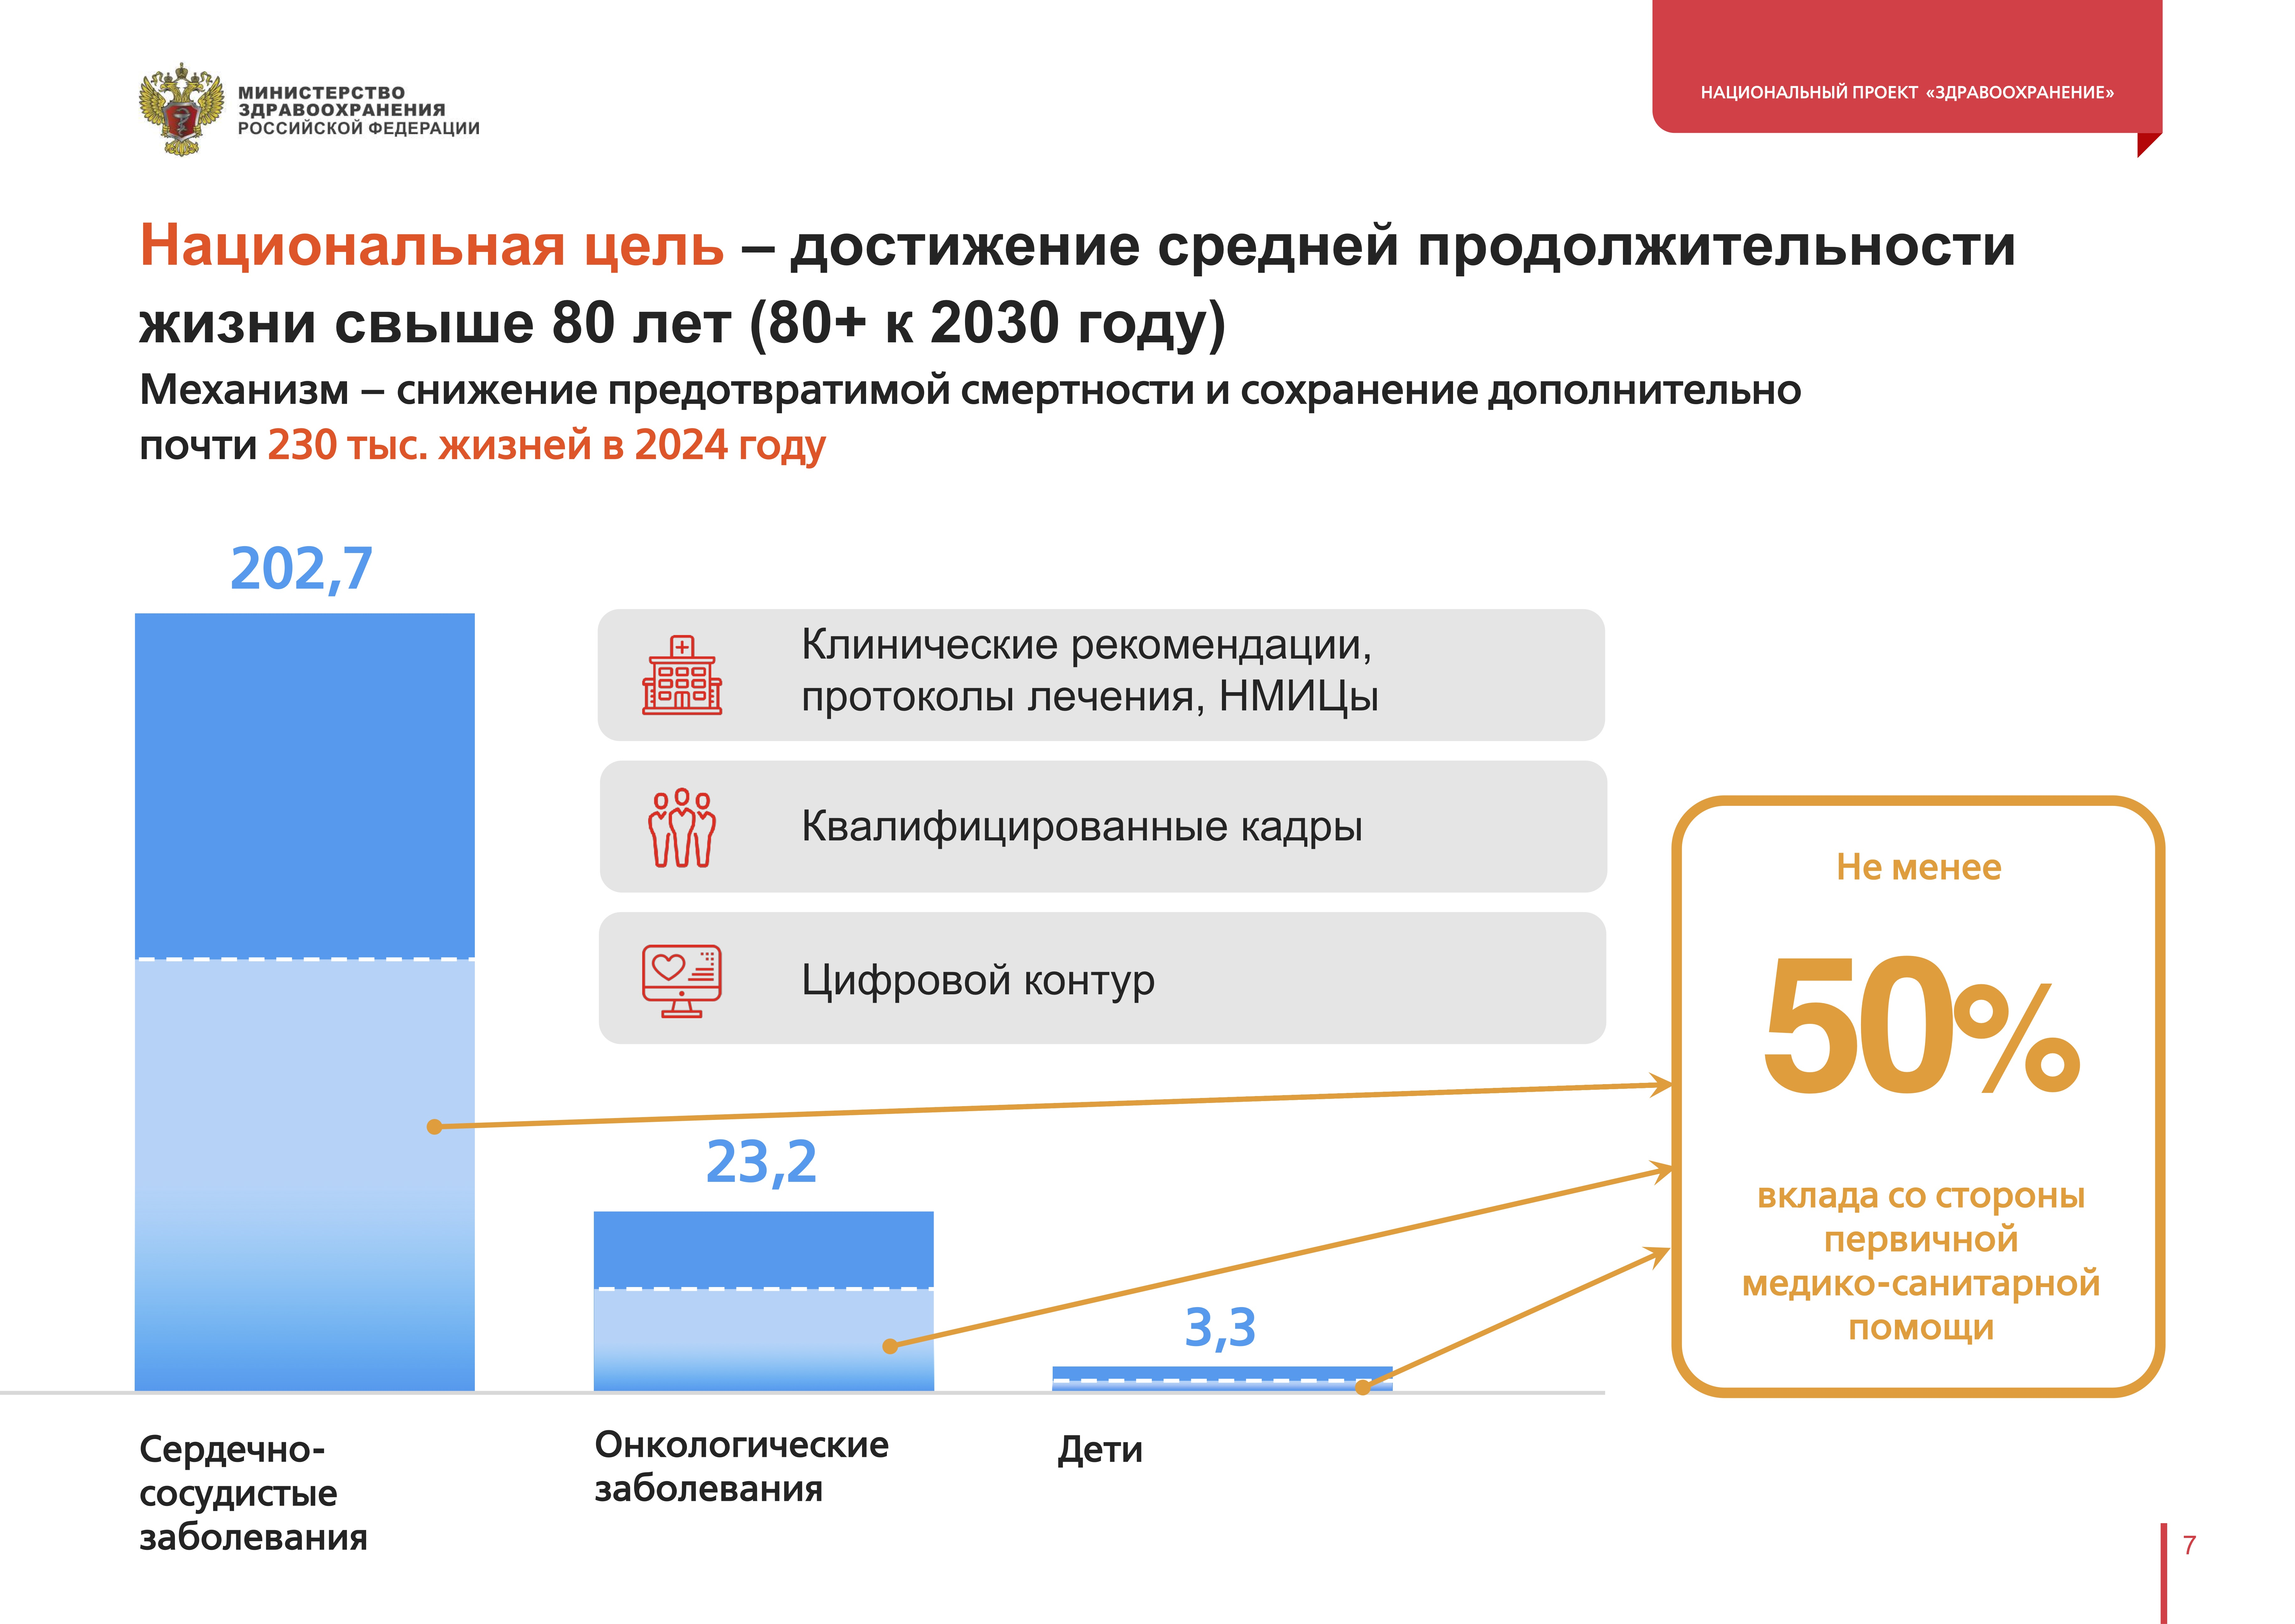 МИНИСТЕРСТВО
ЗДРАВООХРАНЕНИЯ
РОССИЙСКОЙ ФЕДЕРАЦИИ
НАЦИОНАЛЬНЫЙ ПРОЕКТ «ЗДРАВООХРАНЕНИЕ»
Национальная цель – достижение средней продолжительности
жизни свыше 80 лет (80+ к 2030 году)
Механизм – снижение предотвратимой смертности и сохранение дополнительно
почти 230 тыс. жизней в 2024 году
202,7
Клинические рекомендации,
протоколы лечения, НМИЦы
Квалифицированные кадры
Цифровой контур
Не менее
50%
вклада со стороны
первичной
медико-санитарной
помощи
23,2
3,3
Сердечно-
сосудистые
заболевания
Онкологические
заболевания
Дети
7